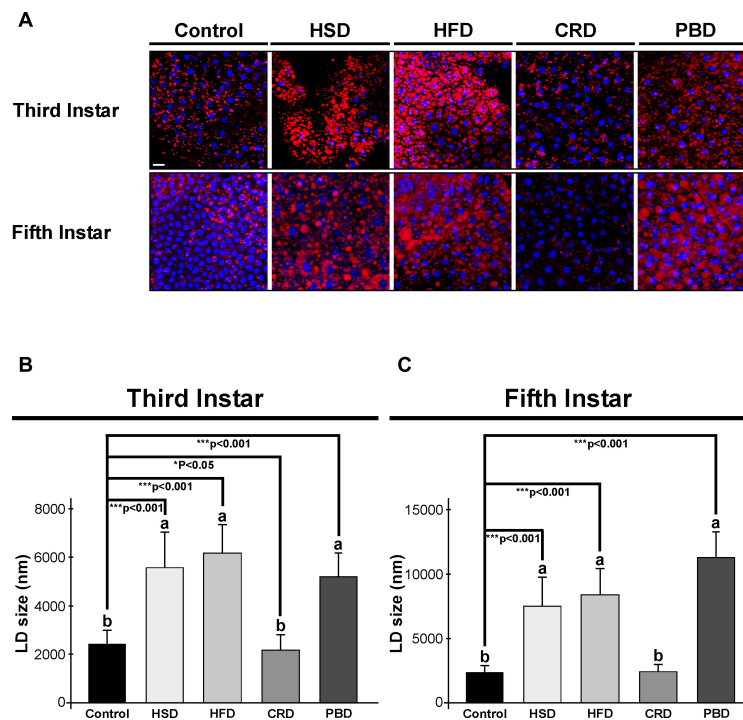 A
Control HSD HFD CRD PBD
Third Instar
Fifth Instar
B
Third Instar
***p<0.001
*P<0.05
***p<0.001
***p<0.001
LD size (nm)
8000
6000
4000
2000
0
b a a b a
Control HSD HFD CRD PBD
C
Fifth Instar
***p<0.001
***p<0.001
***p<0.001
LD size (nm)
15000
10000
5000
0
b a a b a
Control HSD HFD CRD PBD